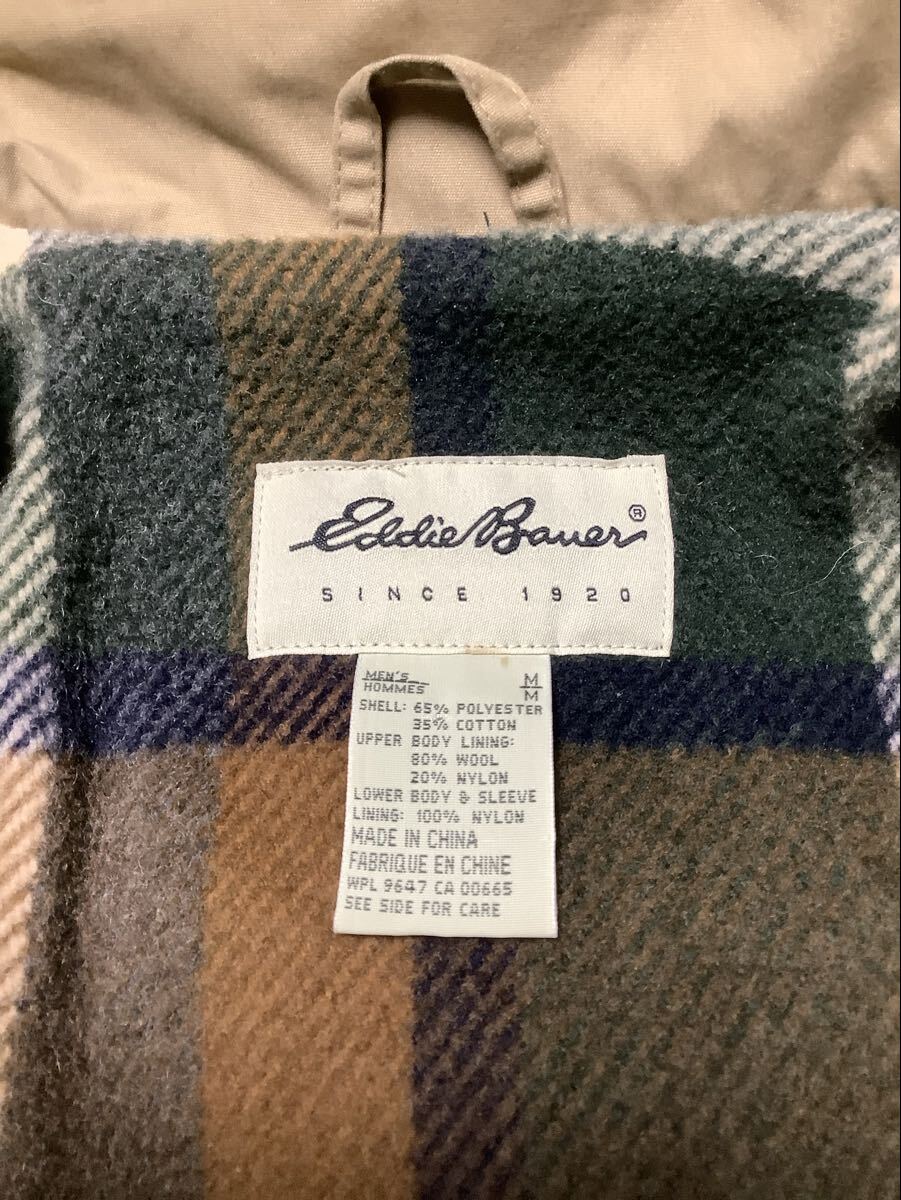 Eddie Bauer®
SINCE 1920
MEN'S M
HOMMES M
SHELL: 65% POLYESTER
35% COTTON
UPPER BODY LINING:
80% WOOL
20% NYLON
LOWER BODY & SLEEVE
LINING: 100% NYLON
MADE IN CHINA
FABRIQUE EN CHINE
WPL 9647 CA 00665
SEE SIDE FOR CARE